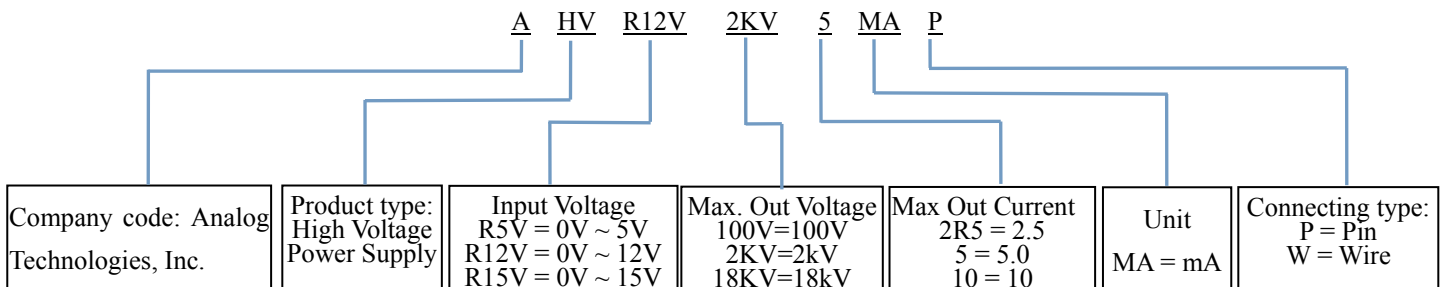 A HV R12V 2KV 5 MA P
Company code: Analog
Technologies, Inc.
Product type:
High Voltage
Power Supply
Input Voltage
R5V = 0V ~ 5V
R12V = 0V ~ 12V
R15V = 0V ~ 15V
Max. Out Voltage
100V=100V
2KV=2kV
18KV=18kV
Max Out Current
2R5 = 2.5
5 = 5.0
10 = 10
Unit
MA = mA
Connecting type:
P = Pin
W = Wire